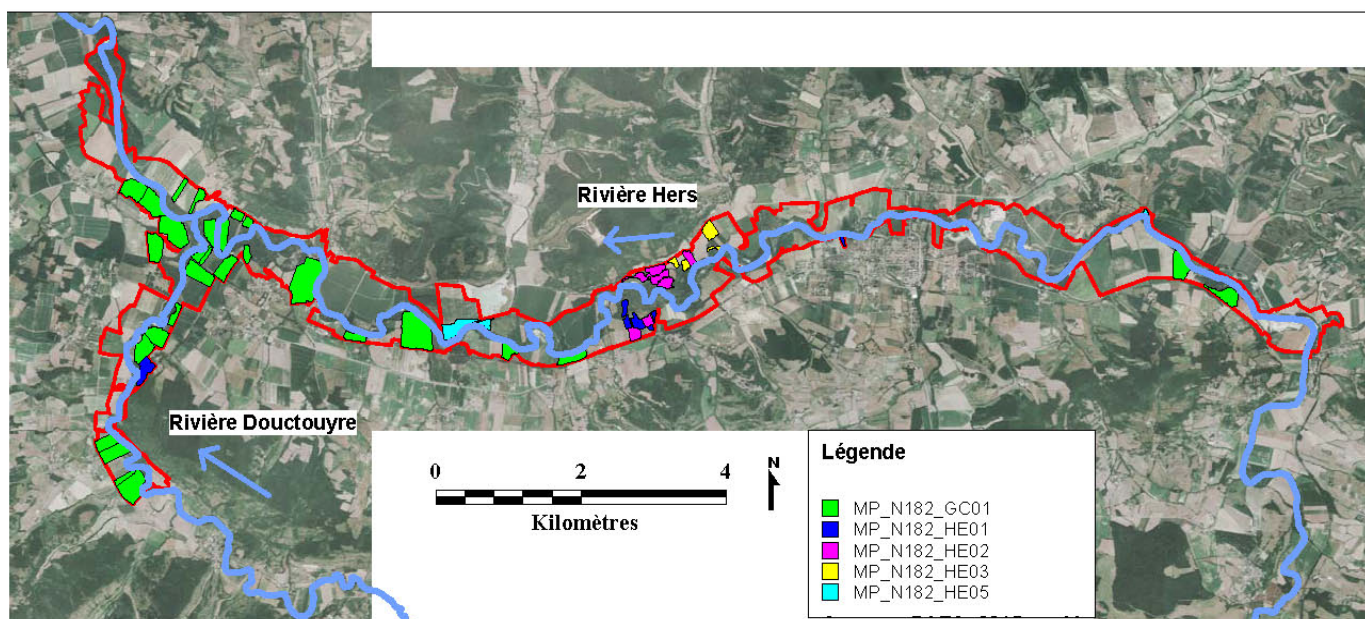 Rivière Hers
Rivière Douctouyre
0 2 4
Kilomètres
N
Légende
MP_N182_GC01
MP_N182_HE01
MP_N182_HE02
MP_N182_HE03
MP_N182_HE05